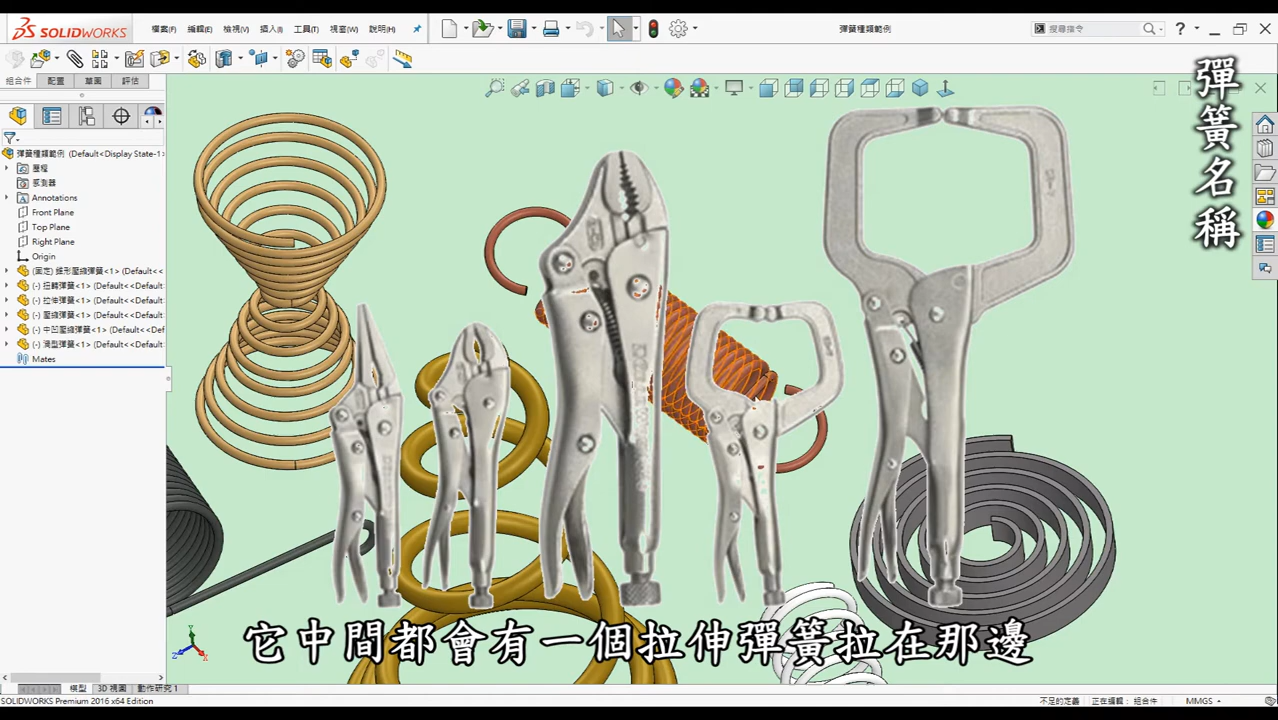 SOLIDWORKS
檔案(F) 編輯(E) 檢視(V) 插入(I) 工具(T) 視窗(W) 說明(H)
彈簧種類範例
搜尋指令
組合件 配置 草圖 評估
彈簧種類範例 (Default<Display State-1>
歷程
感測器
Annotations
Front Plane
Top Plane
Right Plane
Origin
(固定) 錐形壓縮彈簧<1> (Default<<
(-) 扭轉彈簧<1> (Default<<Default
(-) 拉伸彈簧<1> (Default<<Default
(-) 壓縮彈簧<1> (Default<<Default
(-) 中凹壓縮彈簧<1> (Default<<Def
(-) 渦型彈簧<1> (Default<<Default
Mates
彈簧名稱
它中間都會有一個拉伸彈簧拉在那邊
模型 3D 視圖 動作研究 1
SOLIDWORKS Premium 2016 x64 Edition
不足的定義 正在編輯: 組合件 MMGS